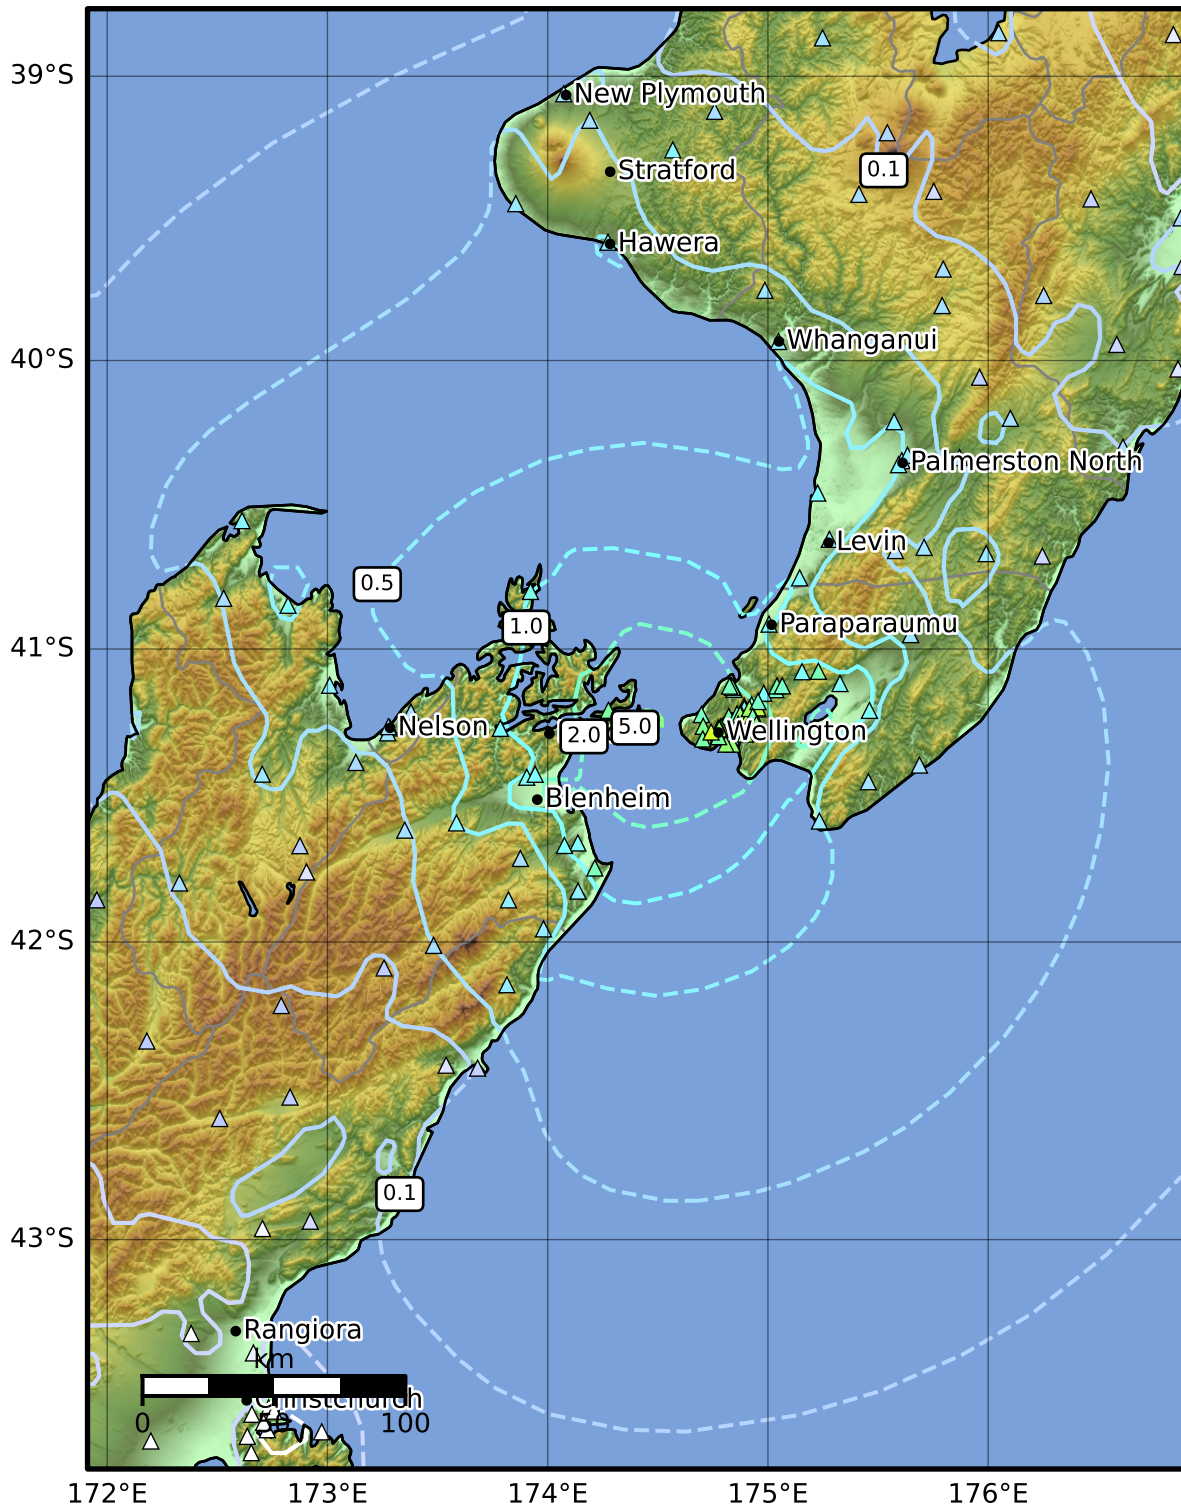 39°S
New Plymouth
0.1
Stratford
Hawera
Whanganui
40°S
Palmerston North
Levin
0.5
1.0
Paraparaumu
41°S
Nelson
2.0
5.0
Wellington
Blenheim
42°S
0.1
43°S
Rangiora
km
Christchurch
0
50
100
172°E
173°E
174°E
175°E
176°E